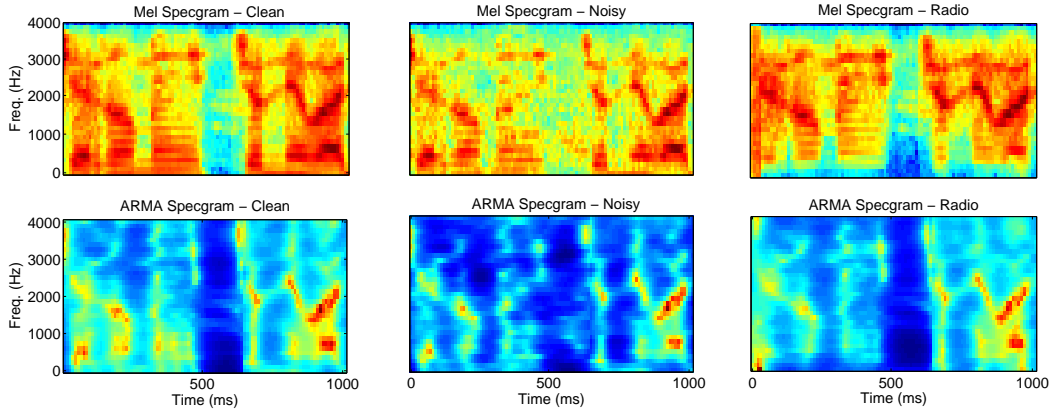 Mel Specgram – Clean
Mel Specgram – Noisy
Mel Specgram – Radio
Freq. (Hz)
4000
3000
2000
1000
0
ARMA Specgram – Clean
ARMA Specgram – Noisy
ARMA Specgram – Radio
Freq. (Hz)
4000
3000
2000
1000
0
500
1000
0
500
1000
0
500
1000
Time (ms)
Time (ms)
Time (ms)